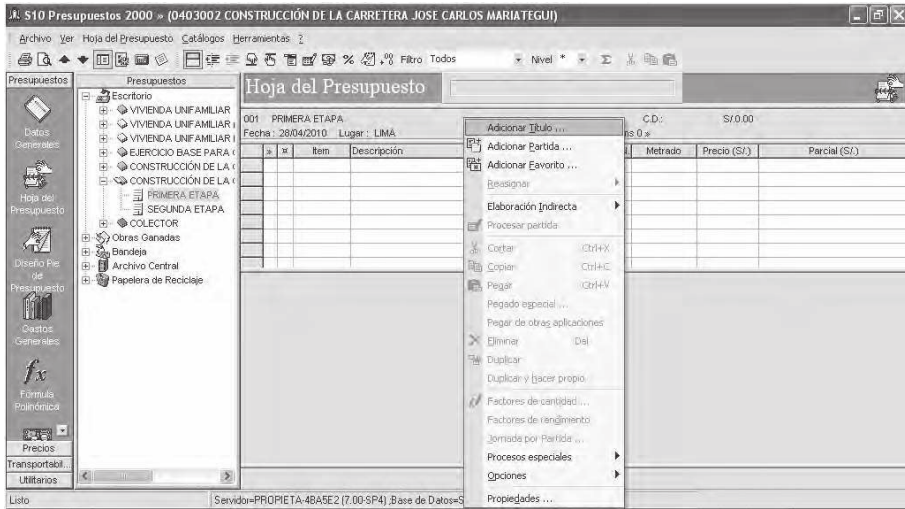 S10 Presupuestos 2000 » (0403002 CONSTRUCCIÓN DE LA CARRETERA JOSE CARLOS MARIATEGUI)
Archivo Ver Hoja del Presupuesto Catálogos Herramientas ?
Filtro Todos Nivel *
Presupuestos
Datos Generales
Hoja del Presupuesto
Diseño Pie de Presupuesto
Gastos Generales
Fórmula Polinómica
Precios
Transportabil...
Utilitarios
Presupuestos
Escritorio
VIVIENDA UNIFAMILIAR
VIVIENDA UNIFAMILIAR
VIVIENDA UNIFAMILIAR
EJERCICIO BASE PARA
CONSTRUCCIÓN DE LA
CONSTRUCCIÓN DE LA
PRIMERA ETAPA
SEGUNDA ETAPA
COLECTOR
Obras Ganadas
Bandeja
Archivo Central
Papelera de Reciclaje
Hoja del Presupuesto
001 PRIMERA ETAPA C.D.: S/.0.00
Fecha : 28/04/2010 Lugar : LIMA ns 0 »
» Item Descripción Metrado Precio (S/.) Parcial (S/.)
Adicionar Título ...
Adicionar Partida ...
Adicionar Favorito ...
Reasignar
Elaboración Indirecta
Procesar partida
Cortar Ctrl+X
Copiar Ctrl+C
Pegar Ctrl+V
Pegado especial ...
Pegar de otras aplicaciones
Eliminar Del
Duplicar
Duplicar y hacer propio
Factores de cantidad ...
Factores de rendimiento
Jornada por Partida ...
Procesos especiales
Opciones
Propiedades ...
Listo Servidor=PROPIETA-4BA5E2 (7.00-SP4) ;Base de Datos=S